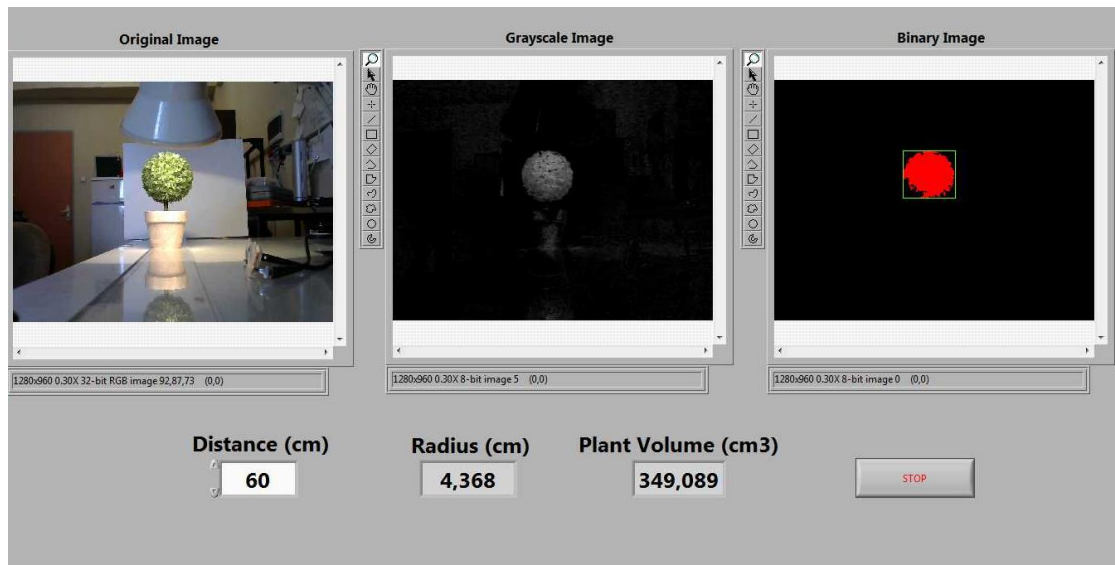 Original Image
Grayscale Image
Binary Image
1280x960 0.30X 32-bit RGB image 92,87,73    (0,0)
1280x960 0.30X 8-bit image 5    (0,0)
1280x960 0.30X 8-bit image 0    (0,0)
Distance (cm)
Radius (cm)
Plant Volume (cm3)
60
4,368
349,089
STOP